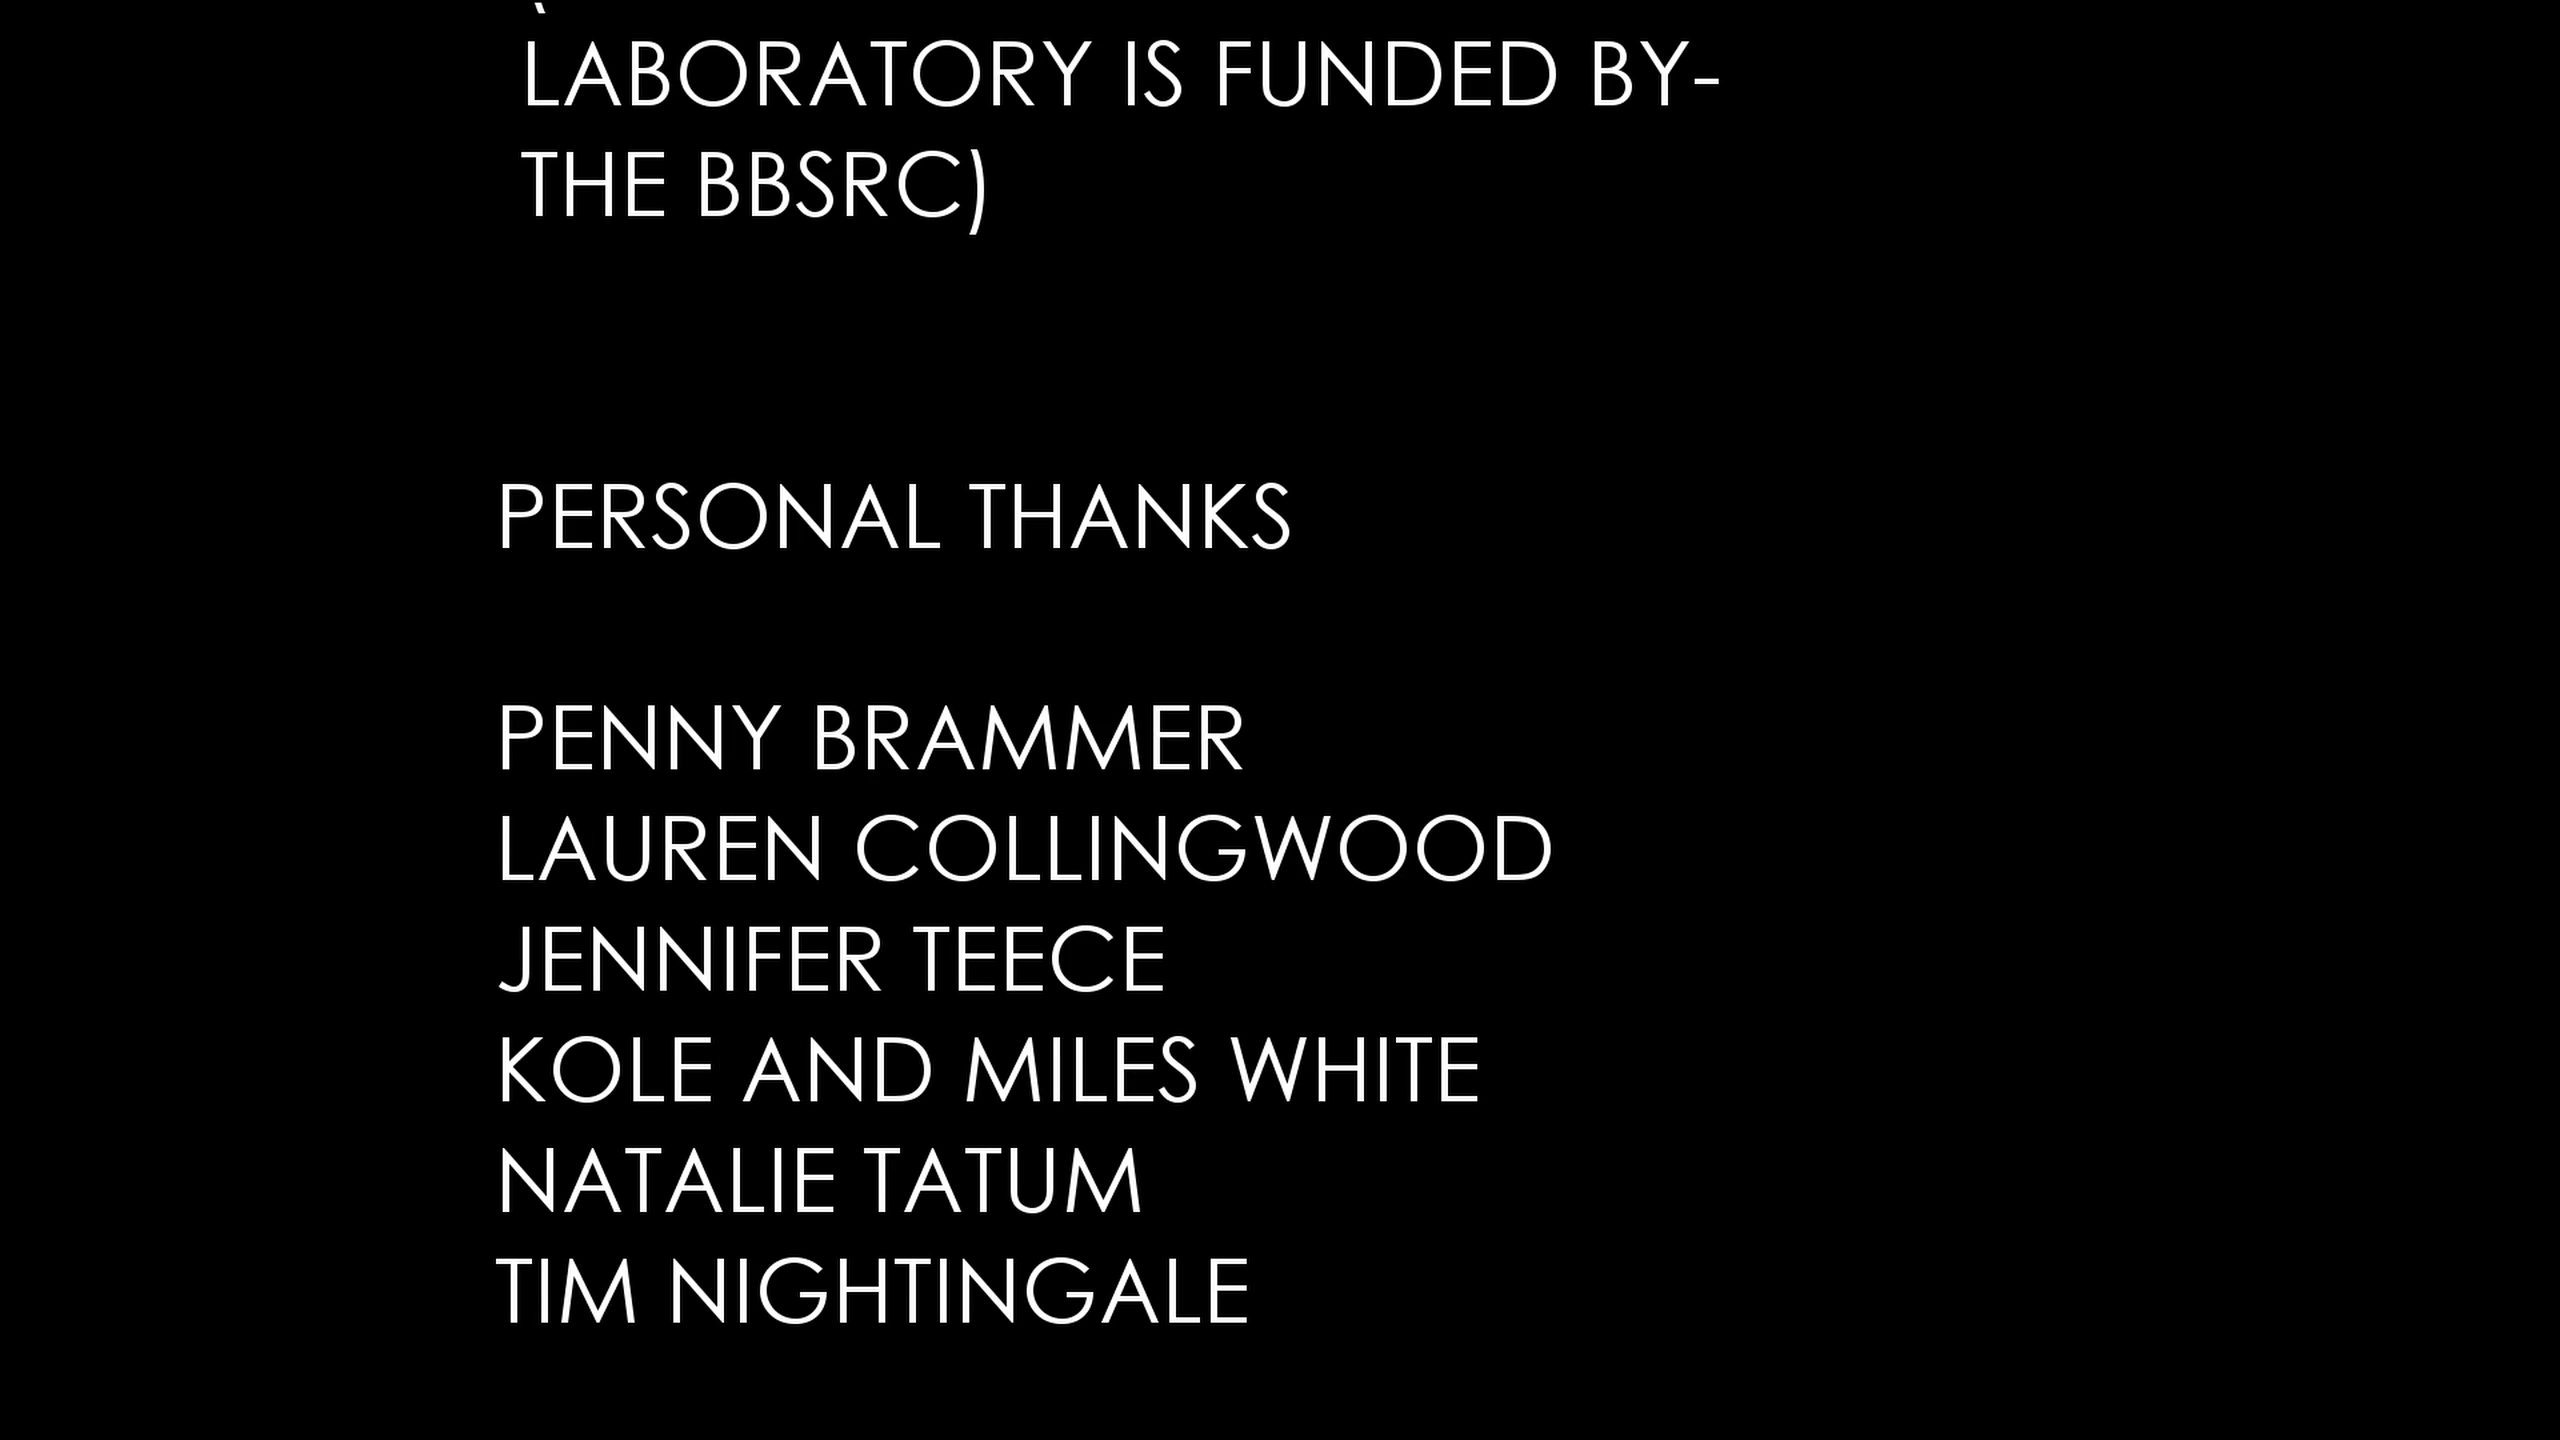 LABORATORY IS FUNDED BY-
THE BBSRC)
PERSONAL THANKS
PENNY BRAMMER
LAUREN COLLINGWOOD
JENNIFER TEECE
KOLE AND MILES WHITE
NATALIE TATUM
TIM NIGHTINGALE